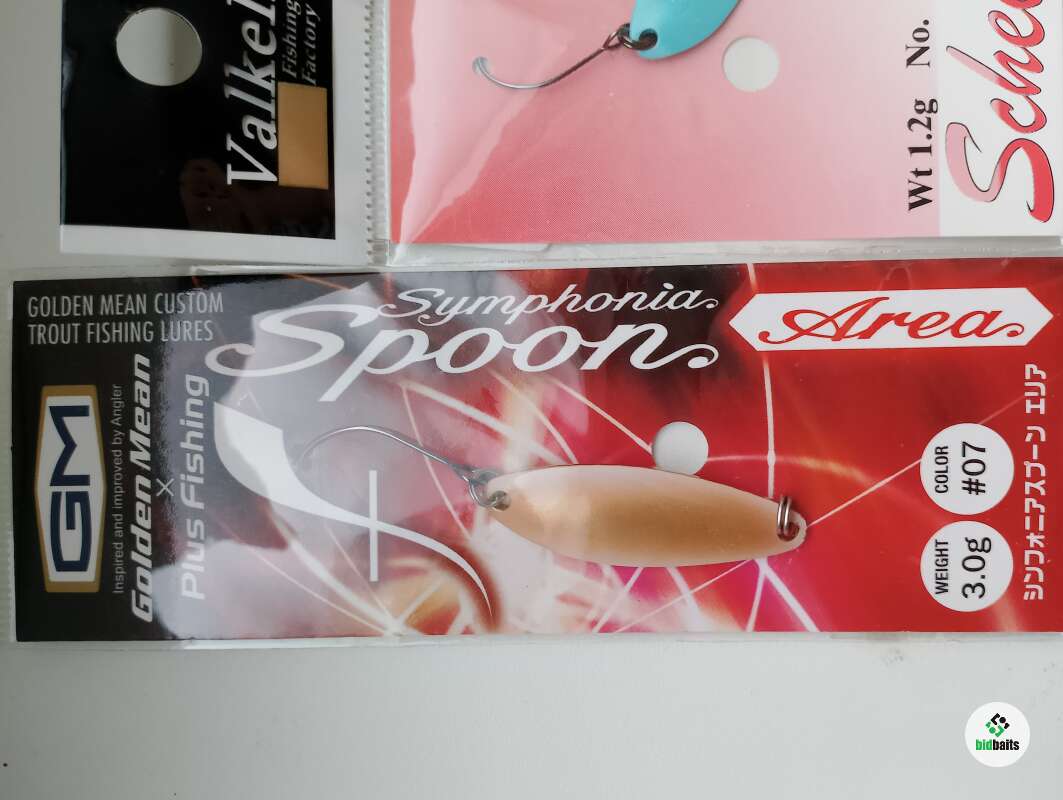 Valkei
Fishing
Factory
Wt 1.2g No.
Sche
GOLDEN MEAN CUSTOM
TROUT FISHING LURES
Symphonia
Spoon
Area
GM
Inspired and improved by Angler
Golden Mean
×
Plus Fishing
COLOR
#07
WEIGHT
3.0g
シンフォニアスプーン エリア
bidbaits